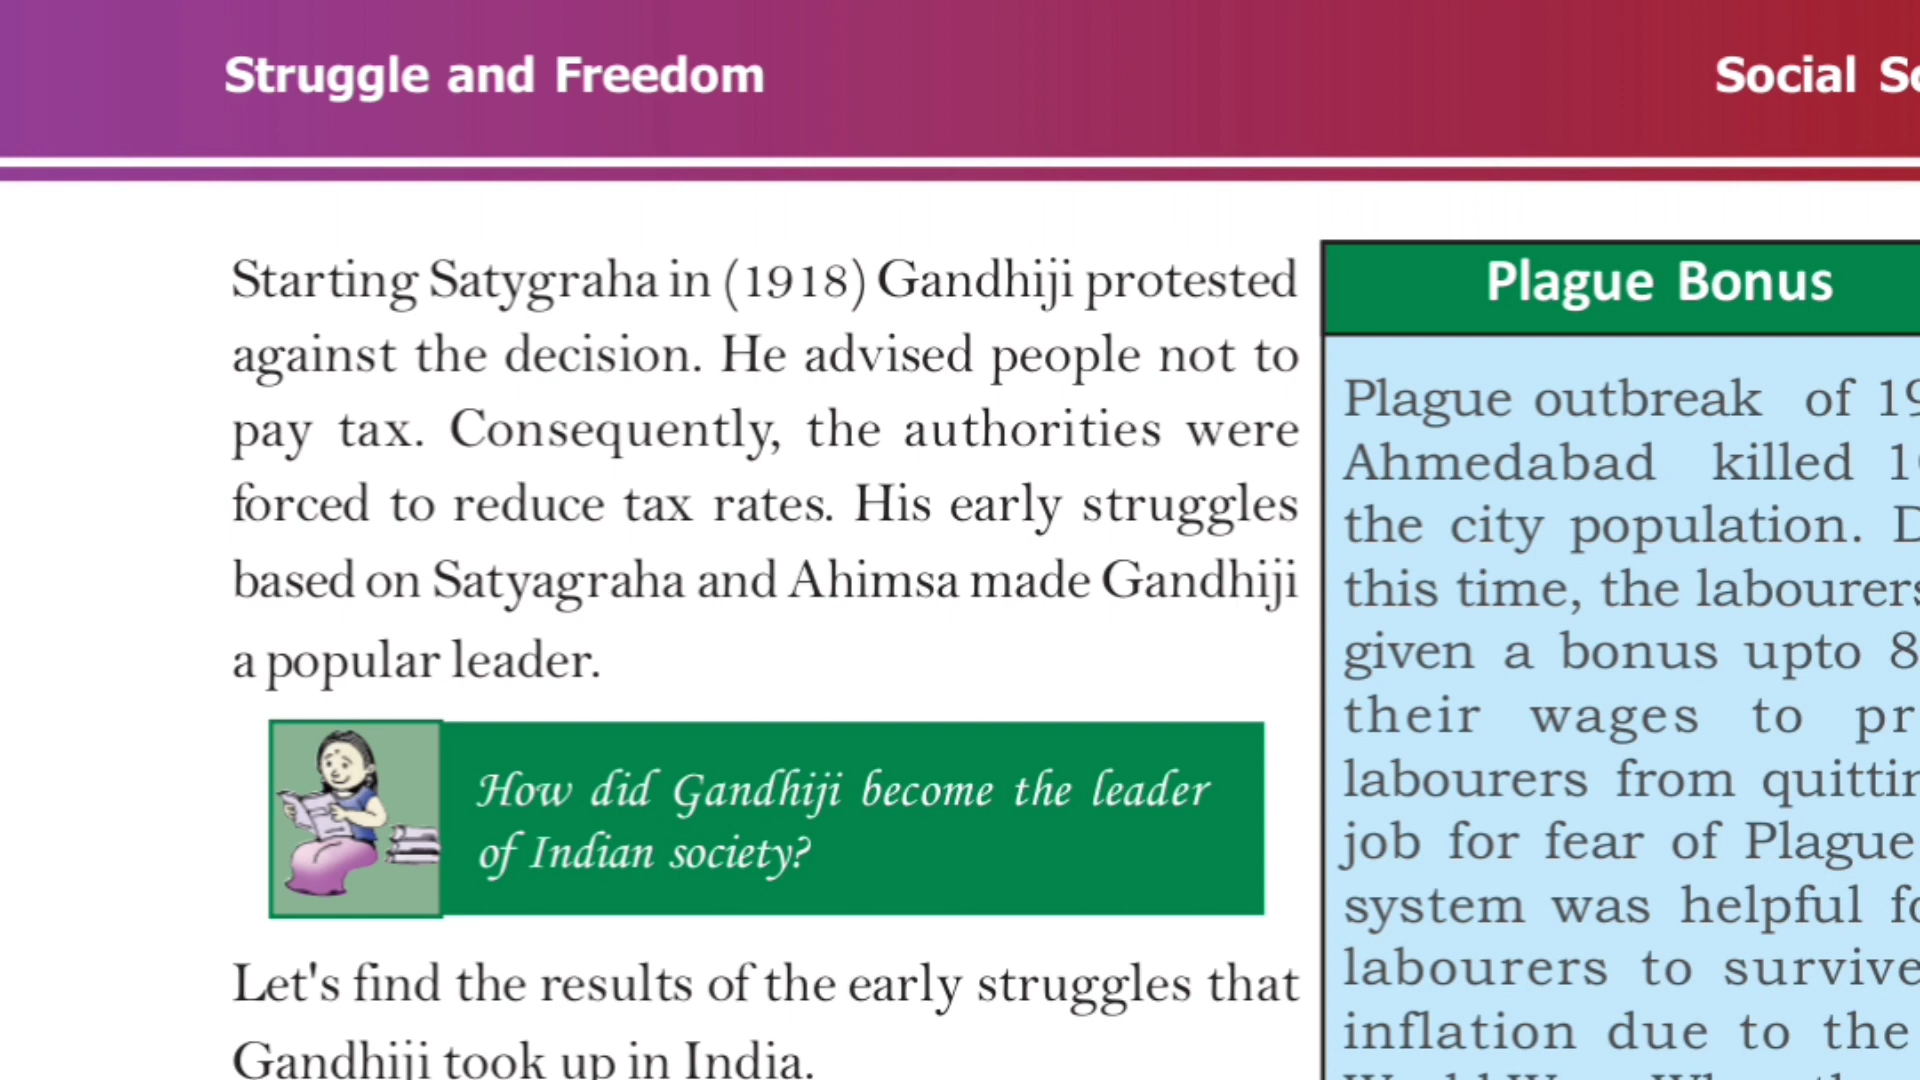 Struggle and Freedom
Social
Starting Satygraha in (1918) Gandhiji protested
against the decision. He advised people not to
pay tax. Consequently, the authorities were
forced to reduce tax rates. His early struggles
based on Satyagraha and Ahimsa made Gandhiji
a popular leader.
How did Gandhiji become the leader
of Indian society?
Let's find the results of the early struggles that
Gandhiji took up in India.
Plague Bonus
Plague outbreak of
Ahmedabad killed
the city population.
this time, the labourers
given a bonus upto
their wages to
labourers from
job for fear of Plague
system was helpful
labourers to survive
inflation due to the